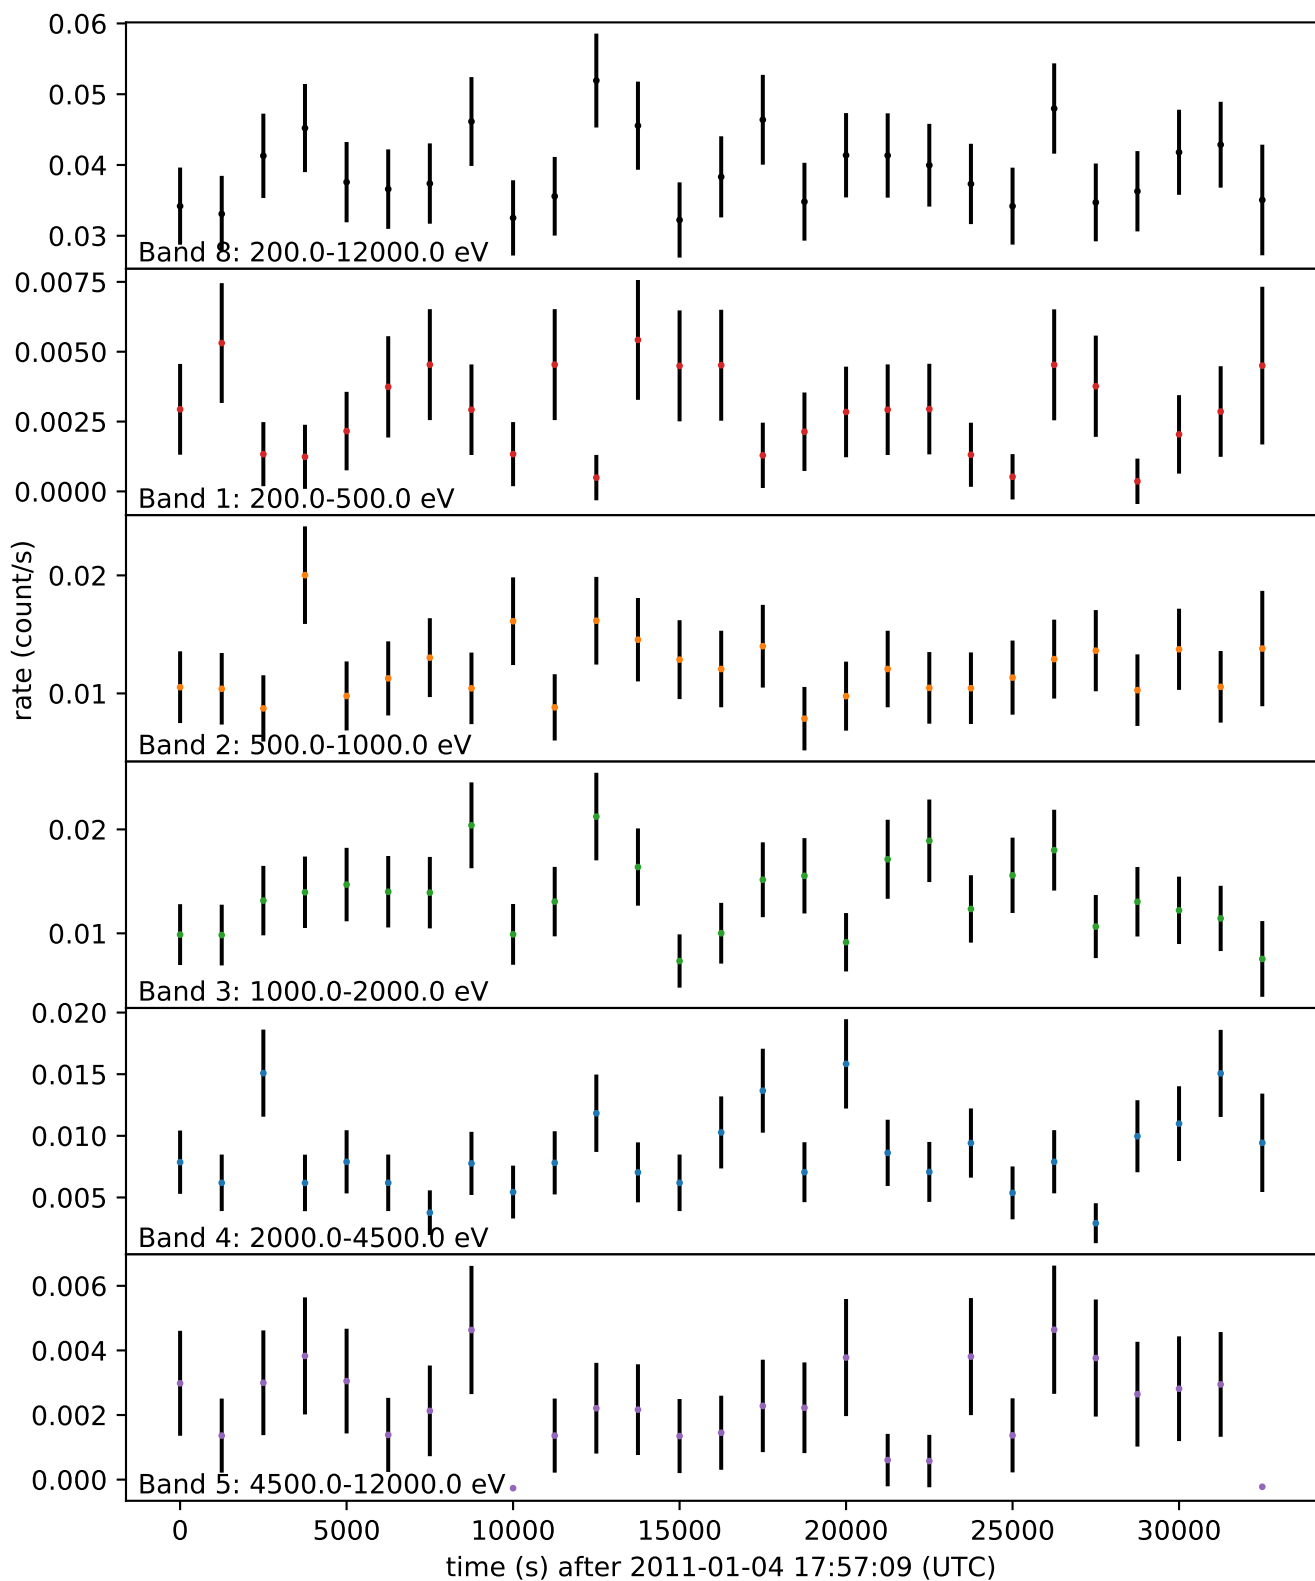 0.06
0.05
0.04
0.03
Band 8: 200.0-12000.0 eV
0.0075
0.0050
0.0025
0.0000
Band 1: 200.0-500.0 eV
rate (count/s)
0.02
0.01
Band 2: 500.0-1000.0 eV
0.02
0.01
Band 3: 1000.0-2000.0 eV
0.020
0.015
0.010
0.005
Band 4: 2000.0-4500.0 eV
0.006
0.004
0.002
0.000
Band 5: 4500.0-12000.0 eV
0 5000 10000 15000 20000 25000 30000
time (s) after 2011-01-04 17:57:09 (UTC)